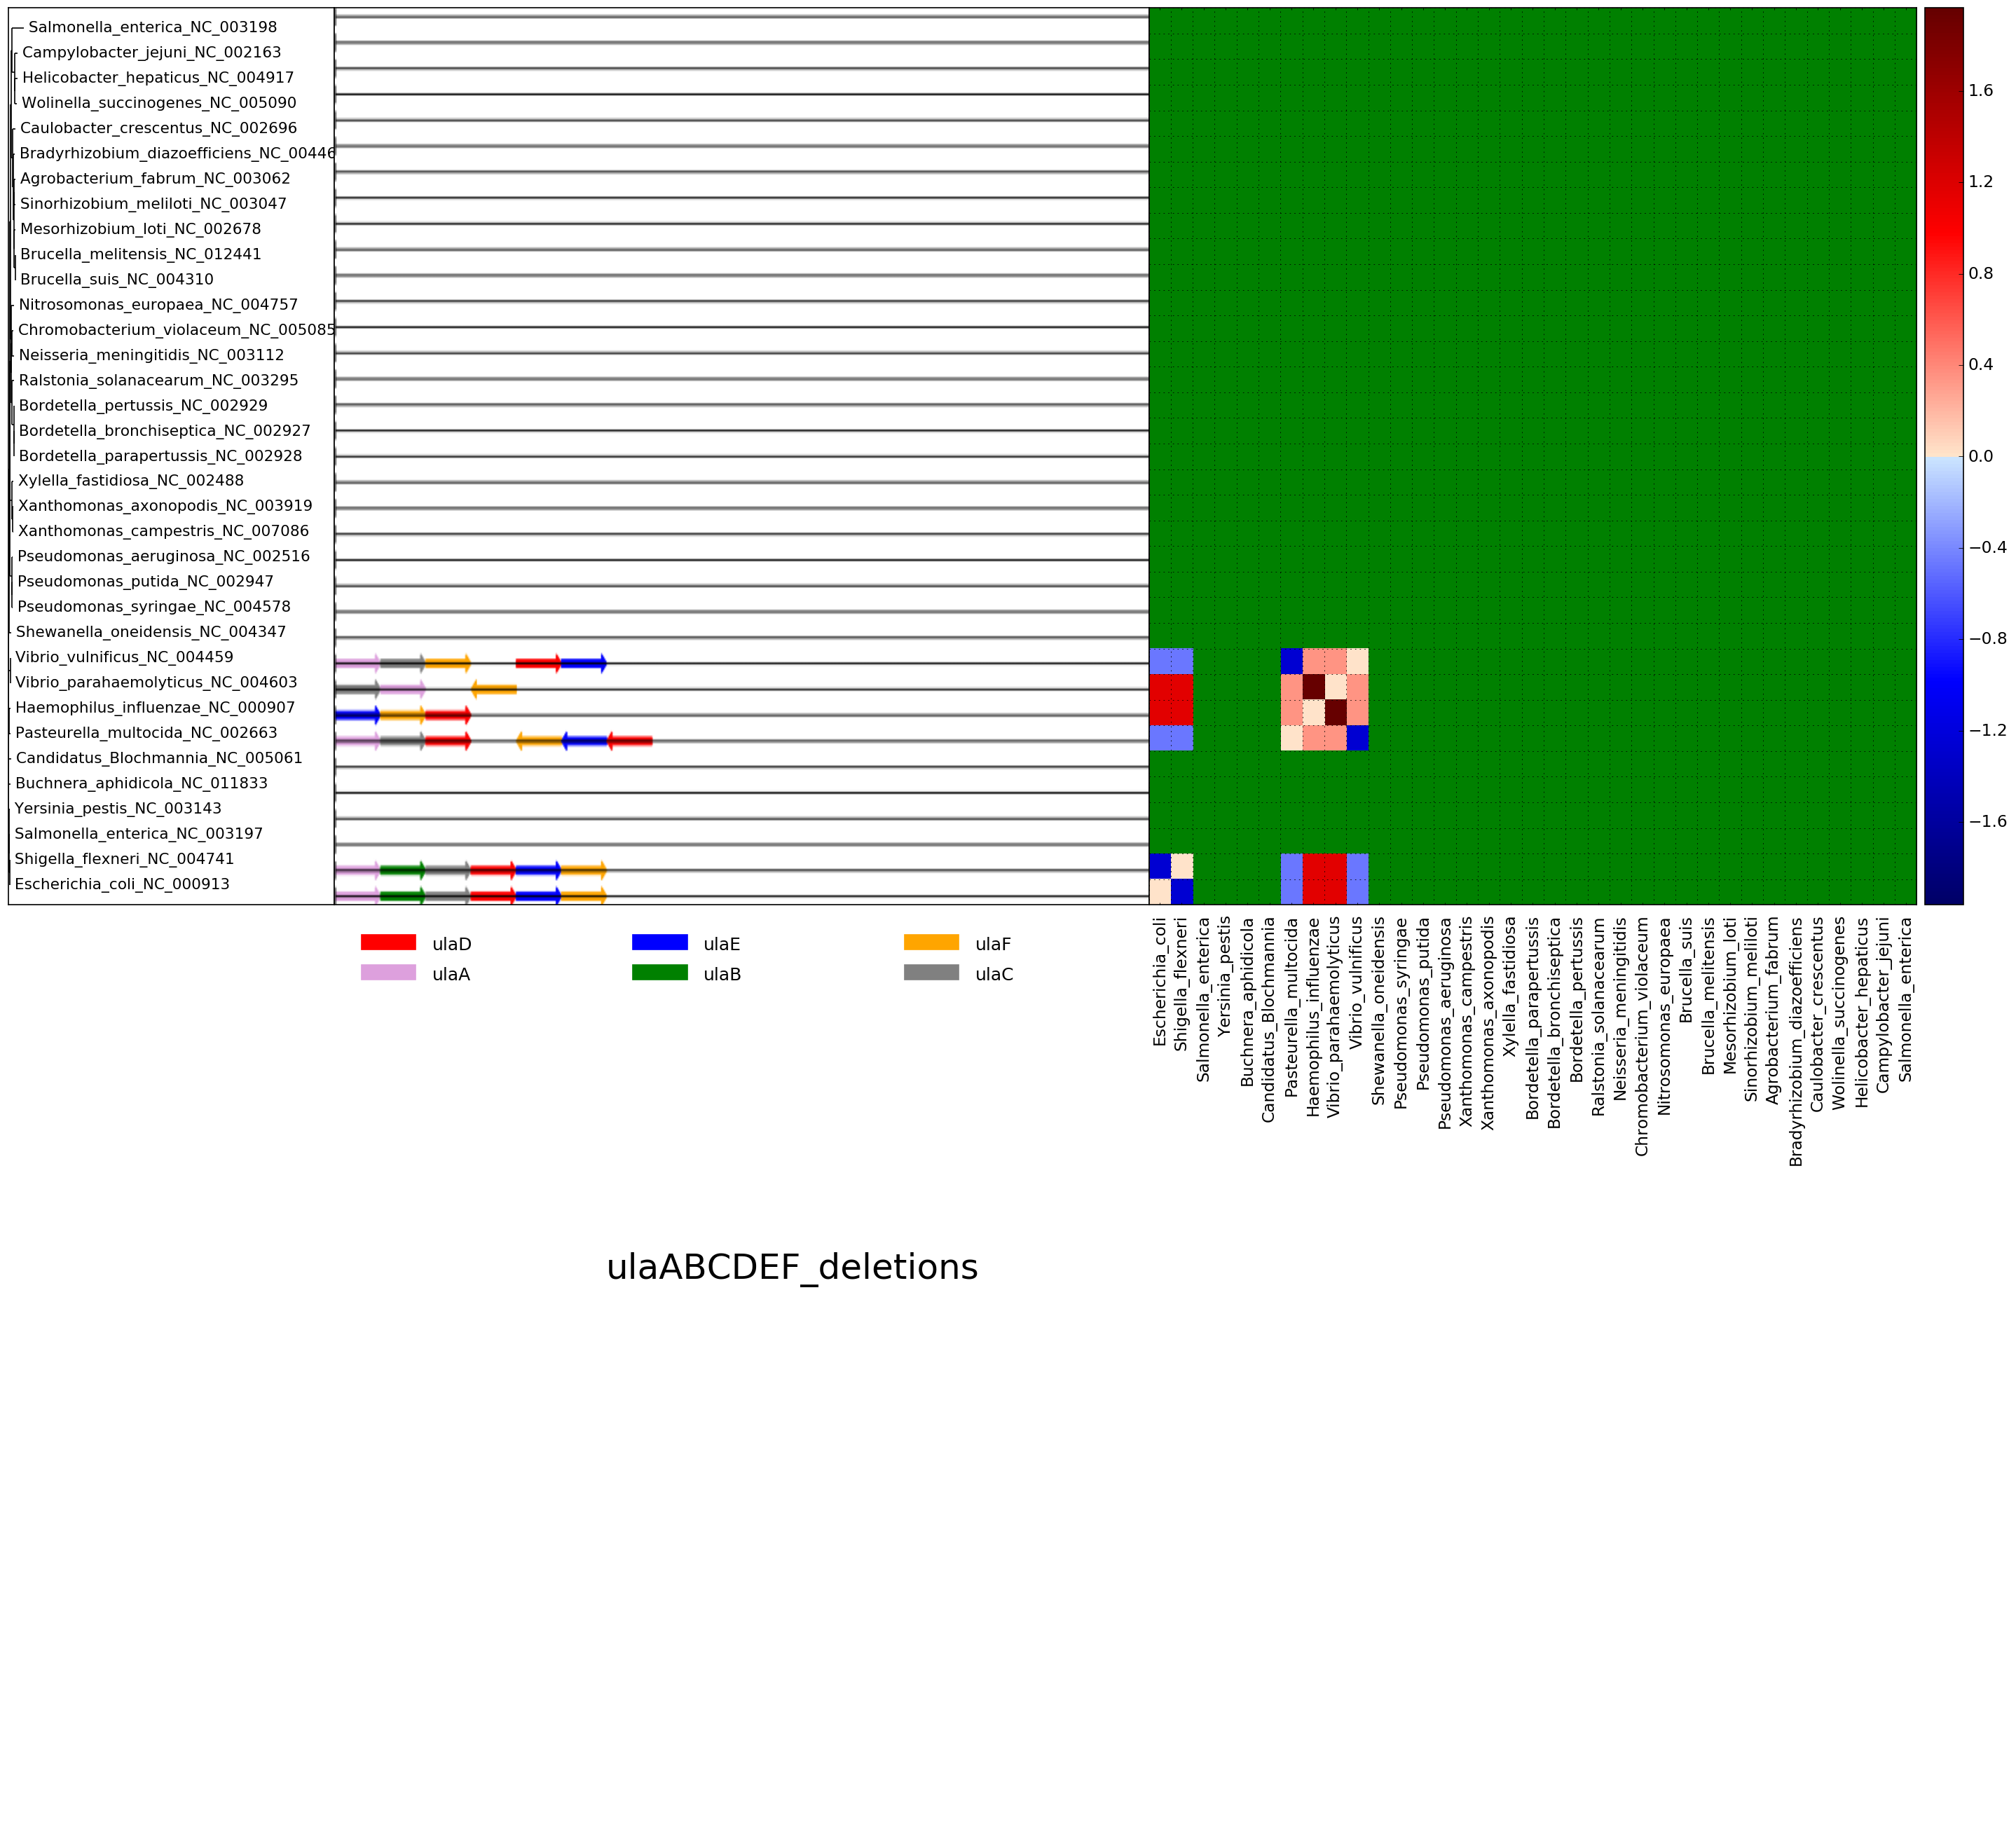 Salmonella_enterica_NC_003198
Campylobacter_jejuni_NC_002163
Helicobacter_hepaticus_NC_004917
Wolinella_succinogenes_NC_005090
Caulobacter_crescentus_NC_002696
Bradyrhizobium_diazoefficiens_NC_00446
Agrobacterium_fabrum_NC_003062
Sinorhizobium_meliloti_NC_003047
Mesorhizobium_loti_NC_002678
Brucella_melitensis_NC_012441
Brucella_suis_NC_004310
Nitrosomonas_europaea_NC_004757
Chromobacterium_violaceum_NC_005085
Neisseria_meningitidis_NC_003112
Ralstonia_solanacearum_NC_003295
Bordetella_pertussis_NC_002929
Bordetella_bronchiseptica_NC_002927
Bordetella_parapertussis_NC_002928
Xylella_fastidiosa_NC_002488
Xanthomonas_axonopodis_NC_003919
Xanthomonas_campestris_NC_007086
Pseudomonas_aeruginosa_NC_002516
Pseudomonas_putida_NC_002947
Pseudomonas_syringae_NC_004578
Shewanella_oneidensis_NC_004347
Vibrio_vulnificus_NC_004459
Vibrio_parahaemolyticus_NC_004603
Haemophilus_influenzae_NC_000907
Pasteurella_multocida_NC_002663
Candidatus_Blochmannia_NC_005061
Buchnera_aphidicola_NC_011833
Yersinia_pestis_NC_003143
Salmonella_enterica_NC_003197
Shigella_flexneri_NC_004741
Escherichia_coli_NC_000913
1.6
1.2
0.8
0.4
0.0
−0.4
−0.8
−1.2
−1.6
ulaD
ulaE
ulaF
ulaA
ulaB
ulaC
Escherichia_coli
Shigella_flexneri
Salmonella_enterica
Yersinia_pestis
Buchnera_aphidicola
Candidatus_Blochmannia
Pasteurella_multocida
Haemophilus_influenzae
Vibrio_parahaemolyticus
Vibrio_vulnificus
Shewanella_oneidensis
Pseudomonas_syringae
Pseudomonas_putida
Pseudomonas_aeruginosa
Xanthomonas_campestris
Xanthomonas_axonopodis
Xylella_fastidiosa
Bordetella_parapertussis
Bordetella_bronchiseptica
Bordetella_pertussis
Ralstonia_solanacearum
Neisseria_meningitidis
Chromobacterium_violaceum
Nitrosomonas_europaea
Brucella_suis
Brucella_melitensis
Mesorhizobium_loti
Sinorhizobium_meliloti
Agrobacterium_fabrum
Bradyrhizobium_diazoefficiens
Caulobacter_crescentus
Wolinella_succinogenes
Helicobacter_hepaticus
Campylobacter_jejuni
Salmonella_enterica
ulaABCDEF_deletions